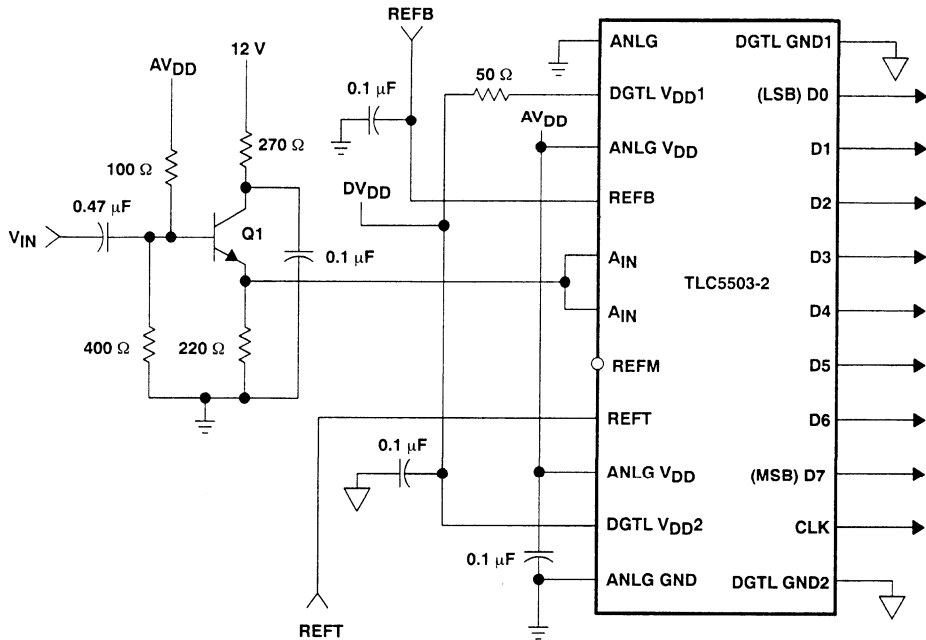 REFB
12 V
AVDD
0.1 µF
270 Ω
100 Ω
0.47 µF
VIN
Q1
0.1 µF
400 Ω
220 Ω
DVDD
50 Ω
AVDD
0.1 µF
0.1 µF
REFT
ANLG
DGTL VDD1
ANLG VDD
REFB
AIN
AIN
REFM
REFT
ANLG VDD
DGTL VDD2
ANLG GND
TLC5503-2
DGTL GND1
(LSB) D0
D1
D2
D3
D4
D5
D6
(MSB) D7
CLK
DGTL GND2